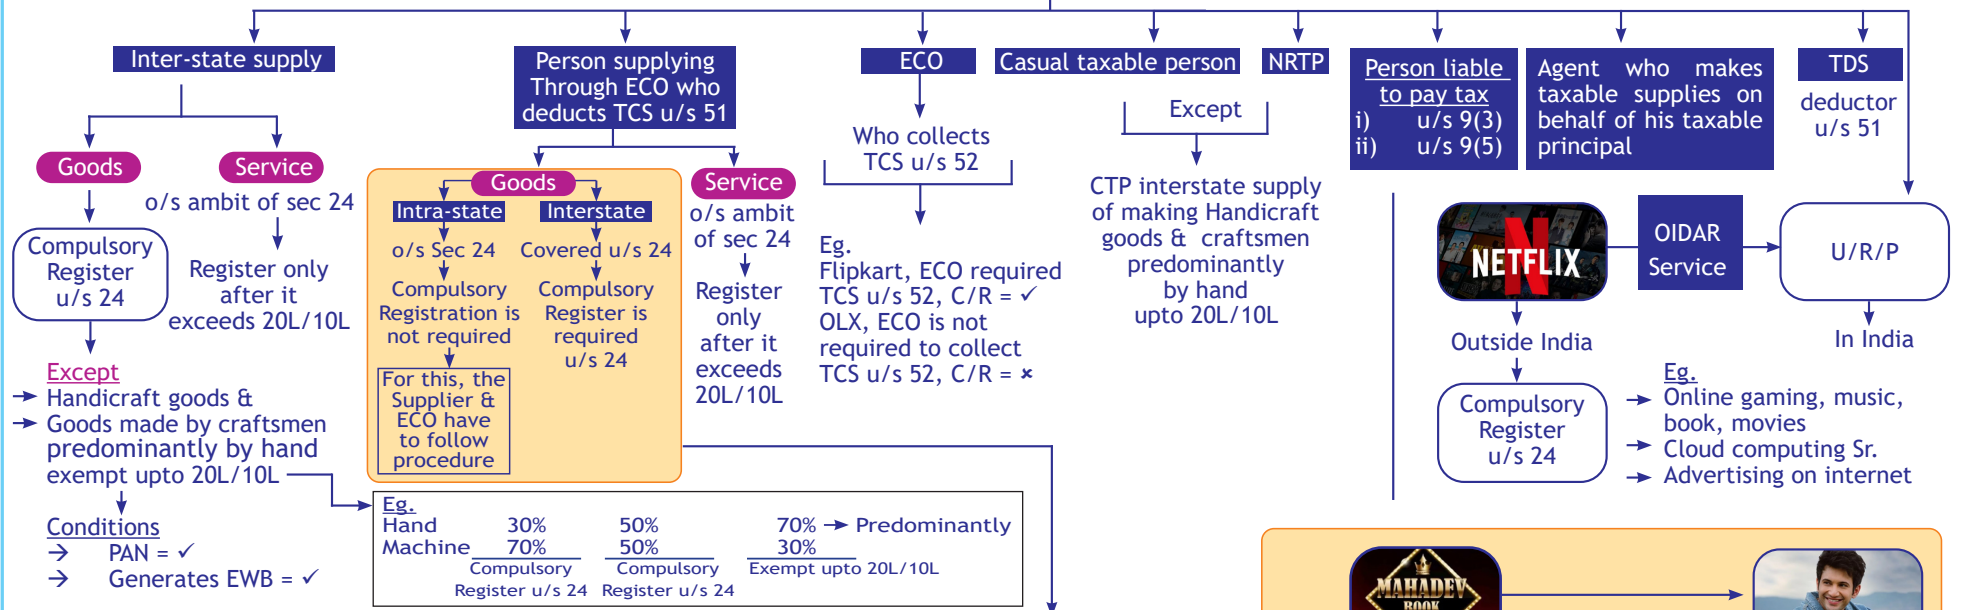 Inter-state supply
Goods
Service
o/s ambit of sec 24
Compulsory
Register
u/s 24
Register only
after it
exceeds 20L/10L
Except
Handicraft goods &
Goods made by craftsmen
predominantly by hand
exempt upto 20L/10L
Conditions
→ PAN = ✓
→ Generates EWB = ✓
Person supplying
Through ECO who
deducts TCS u/s 51
Goods
Intra-state
Interstate
o/s Sec 24
Covered u/s 24
Compulsory
Registration is
not required
Compulsory
Register is
required
u/s 24
For this, the
Supplier &
ECO have
to follow
procedure
Service
o/s ambit
of sec 24
Register
only
after it
exceeds
20L/10L
Eg.
Hand 30% 50% 70% → Predominantly
Machine 70% 50% 30%
Compulsory Compulsory Exempt upto 20L/10L
Register u/s 24 Register u/s 24
ECO
Who collects
TCS u/s 52
Eg.
Flipkart, ECO required
TCS u/s 52, C/R = ✓
OLX, ECO is not
required to collect
TCS u/s 52, C/R = ×
Casual taxable person
NRTP
Except
CTP interstate supply
of making Handicraft
goods & craftsmen
predominantly
by hand
upto 20L/10L
Person liable
to pay tax
i) u/s 9(3)
ii) u/s 9(5)
Agent who makes
taxable supplies on
behalf of his taxable
principal
TDS
deductor
u/s 51
NETFLIX
OIDAR
Service
U/R/P
Outside India
In India
Compulsory
Register
u/s 24
Eg.
Online gaming, music,
book, movies
Cloud computing Sr.
Advertising on internet
MAHADEV
BOOK